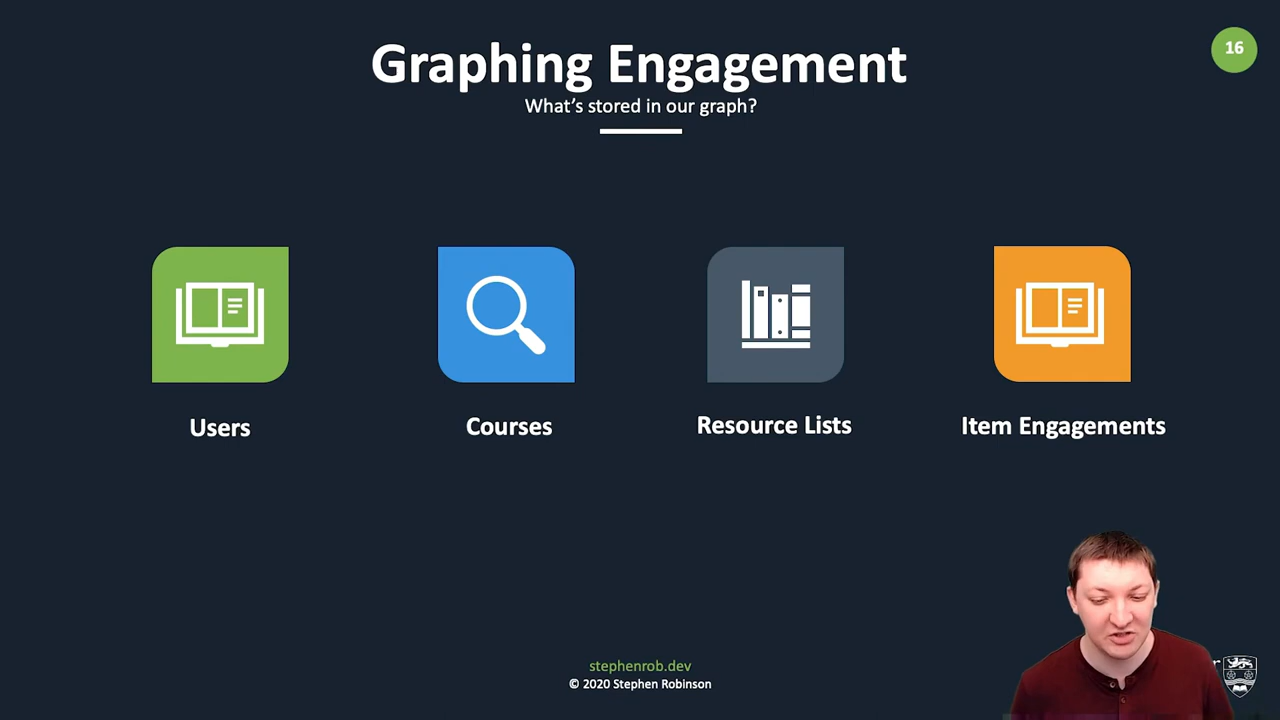 Graphing Engagement
16
What's stored in our graph?
Users
Courses
Resource Lists
Item Engagements
stephenrob.dev
© 2020 Stephen Robinson